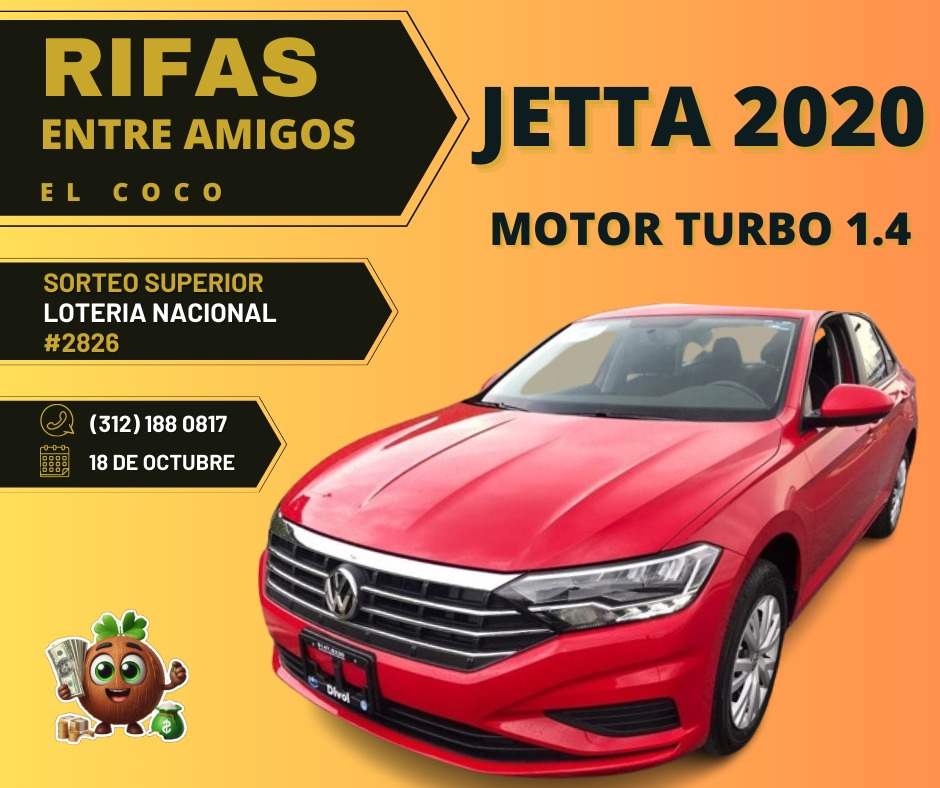 RIFAS
ENTRE AMIGOS
EL COCO
JETTA 2020
MOTOR TURBO 1.4
SORTEO SUPERIOR
LOTERIA NACIONAL
#2826
(312) 188 0817
18 DE OCTUBRE
Divol